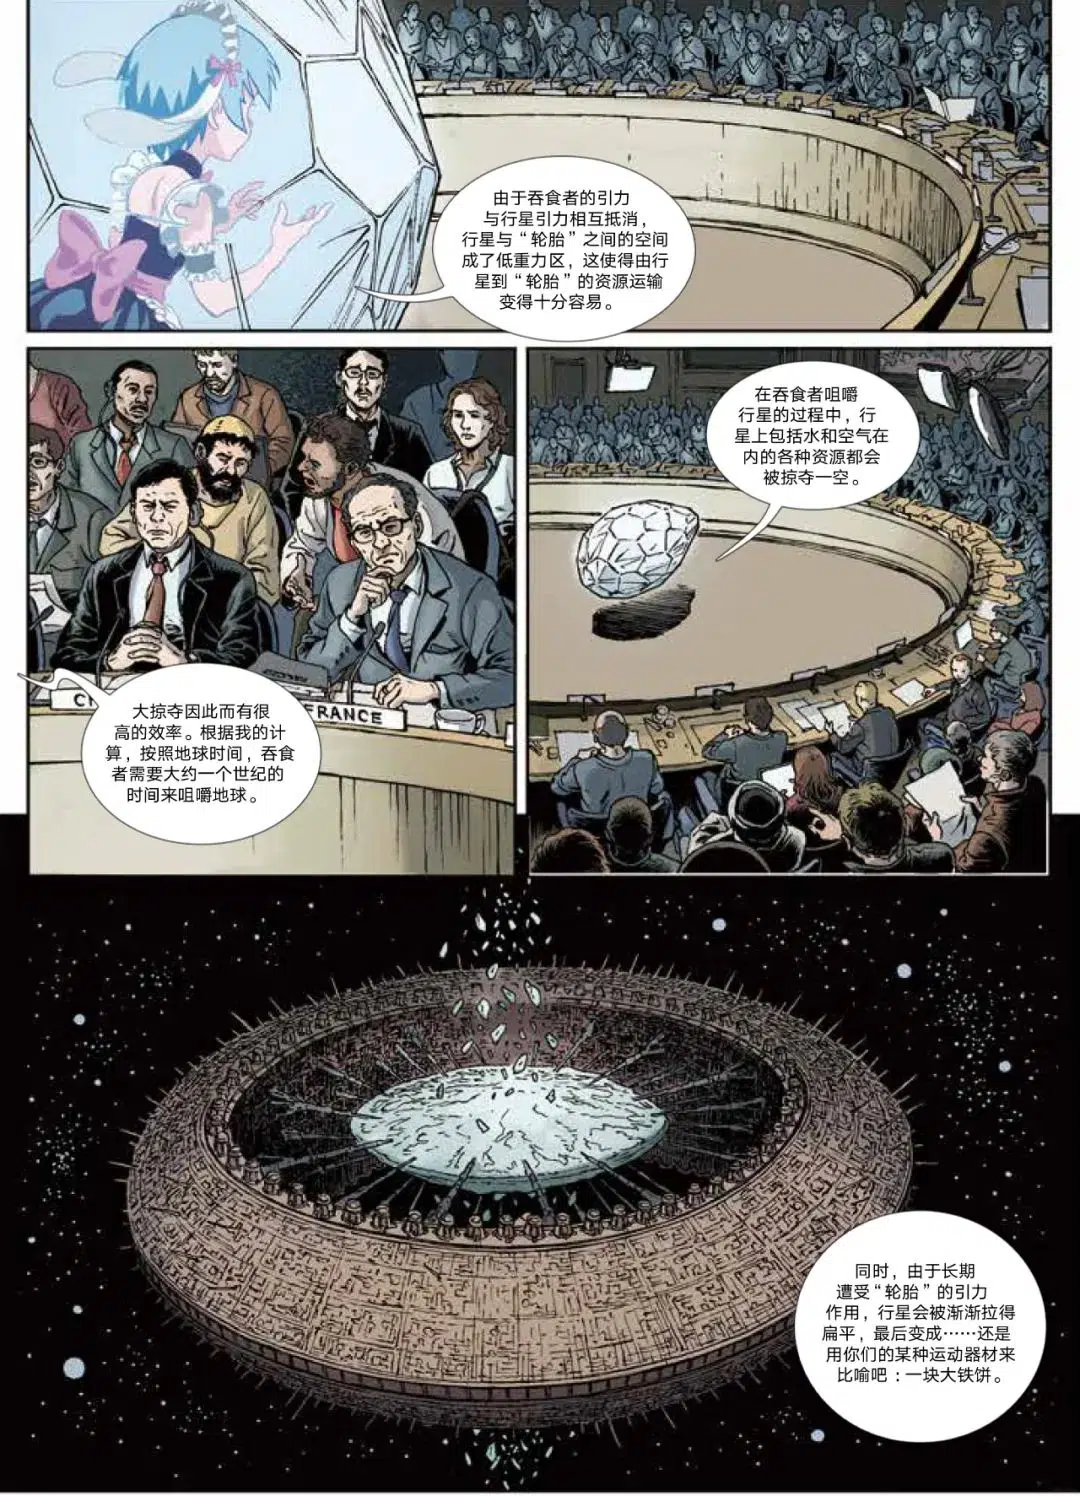 由于吞食者的引力
与行星引力相互抵消，
行星与“轮胎”之间的空间
成了低重力区，这使得由行
星到“轮胎”的资源运输
变得十分容易。
在吞食者咀嚼
行星的过程中，行
星上包括水和空气在
内的各种资源都会
被掠夺一空。
大掠夺因此而有很
高的效率。根据我的计
算，按照地球时间，吞食
者需要大约一个世纪的
时间来咀嚼地球。
FRANCE
同时，由于长期
遭受“轮胎”的引力
作用，行星会被渐渐拉得
扁平，最后变成……还是
用你们的某种运动器材来
比喻吧：一块大铁饼。